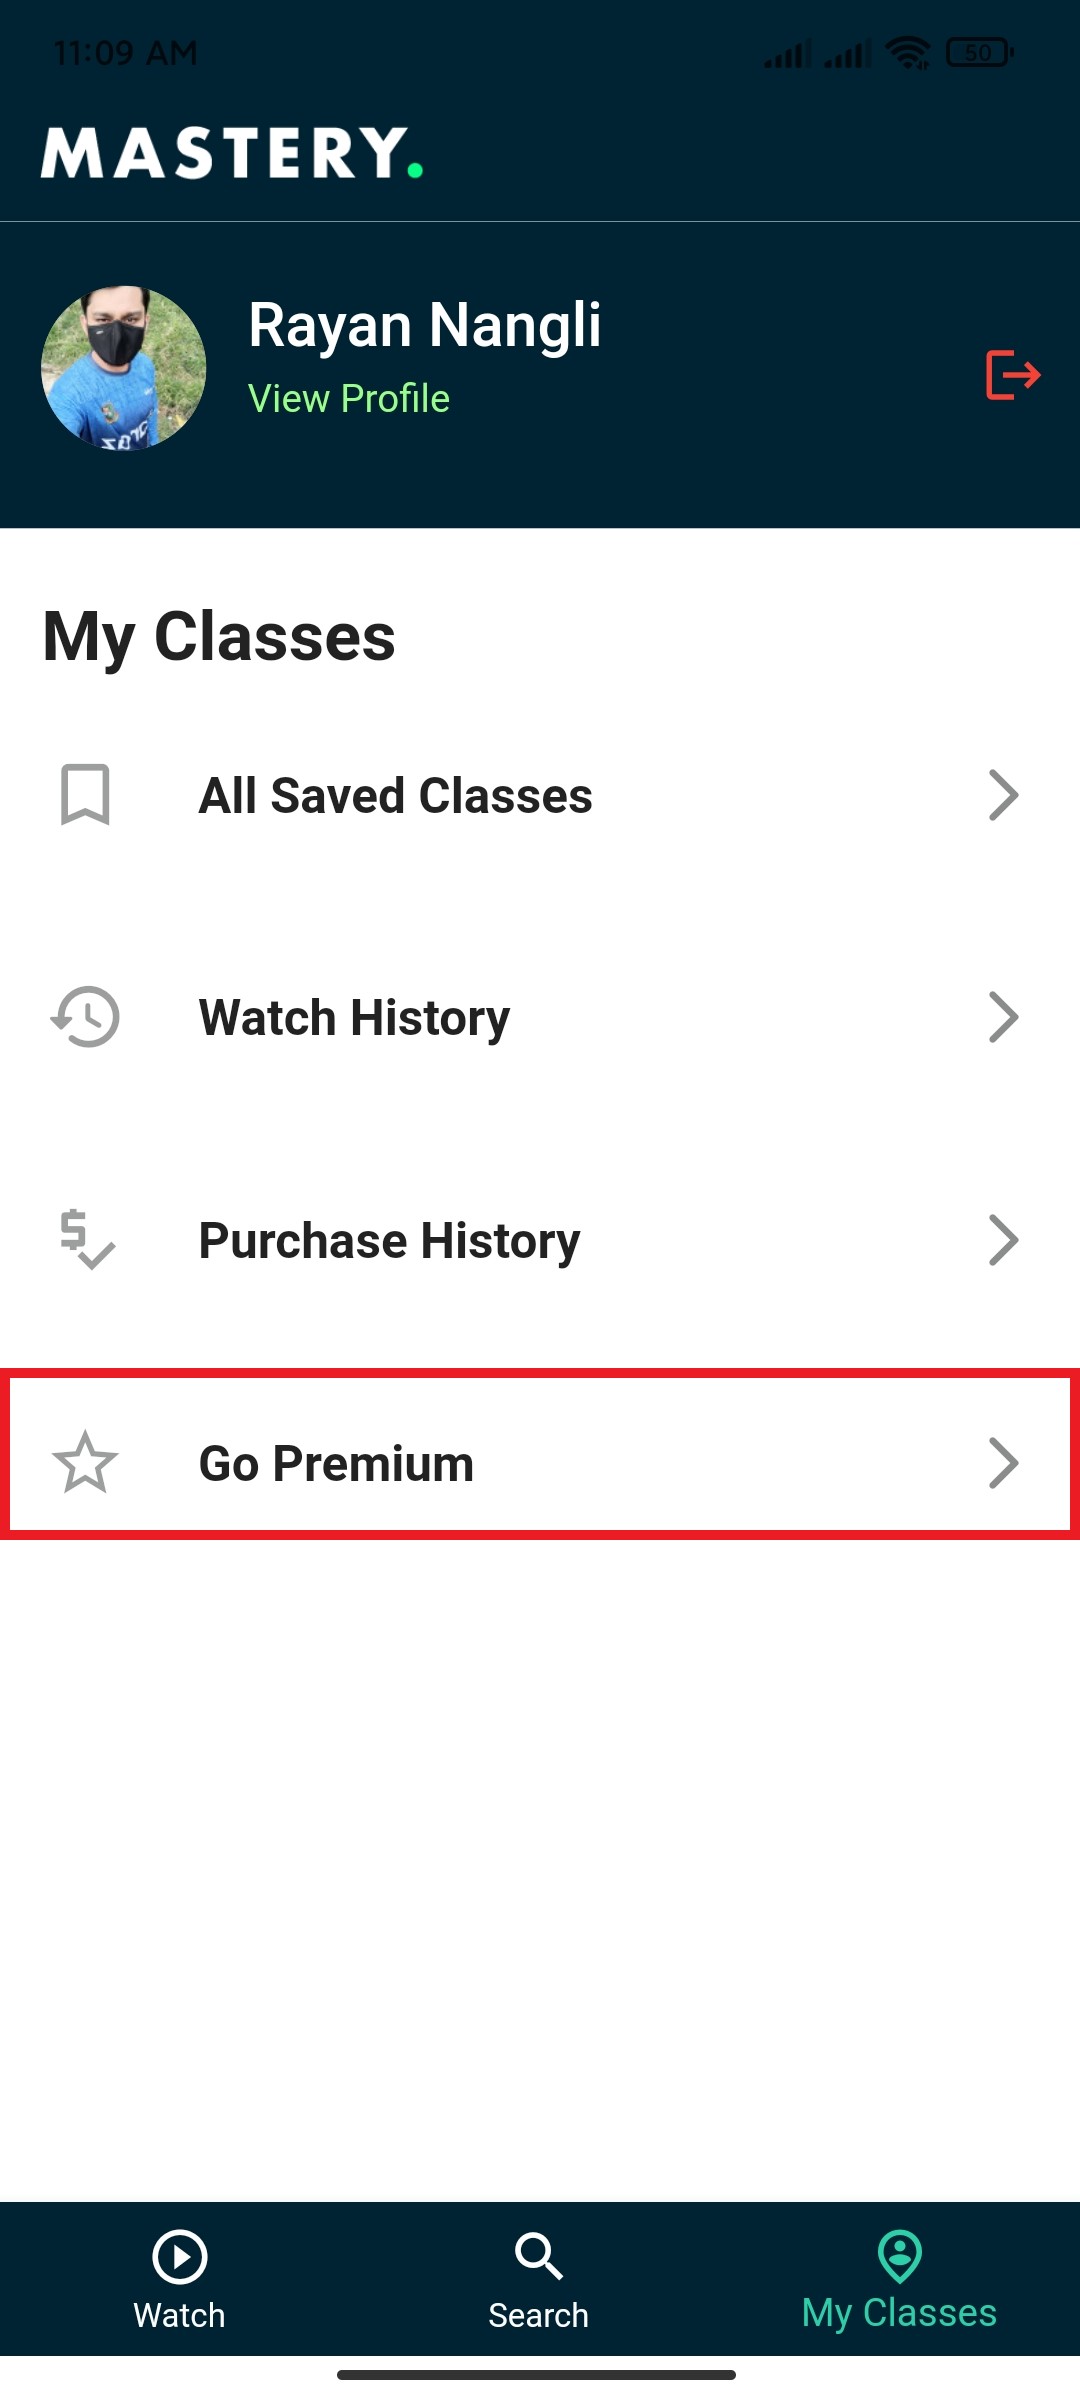 11:09 AM
50
MASTERY.
Rayan Nangli
View Profile
My Classes
All Saved Classes
Watch History
Purchase History
Go Premium
Watch
Search
My Classes